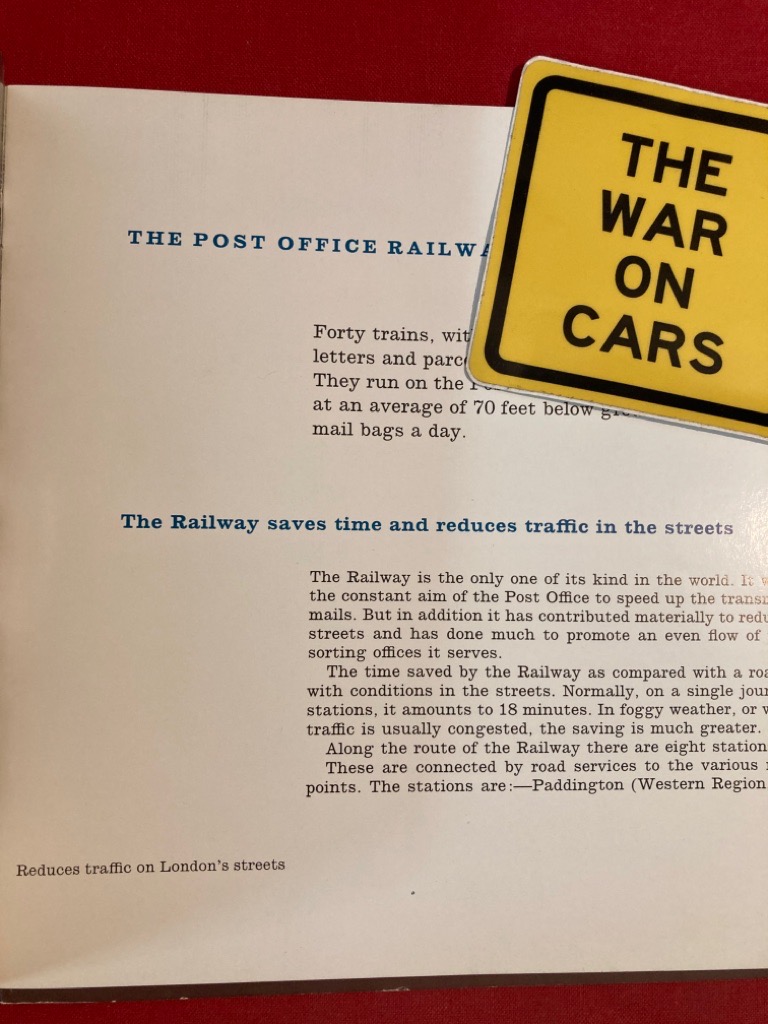 THE POST OFFICE RAILWA
THE
WAR
ON
CARS
Forty trains, wit
letters and parc
They run on the
at an average of 70 feet below
mail bags a day.
The Railway saves time and reduces traffic in the streets
The Railway is the only one of its kind in the world. It
the constant aim of the Post Office to speed up the trans
mails. But in addition it has contributed materially to redu
streets and has done much to promote an even flow of
sorting offices it serves.
The time saved by the Railway as compared with a roa
with conditions in the streets. Normally, on a single jour
stations, it amounts to 18 minutes. In foggy weather, or w
traffic is usually congested, the saving is much greater.
Along the route of the Railway there are eight station
These are connected by road services to the various
points. The stations are:—Paddington (Western Region
Reduces traffic on London's streets